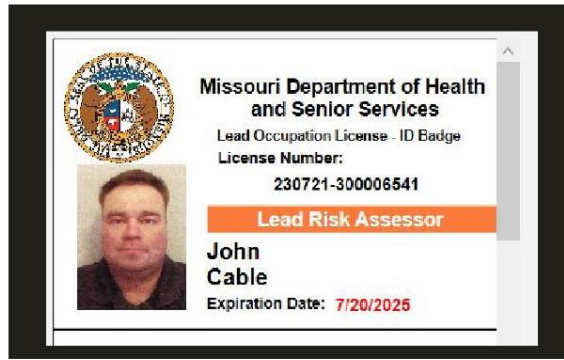 Missouri Department of Health
and Senior Services
Lead Occupation License - ID Badge
License Number:
230721-300006541
Lead Risk Assessor
John
Cable
Expiration Date: 7/20/2025